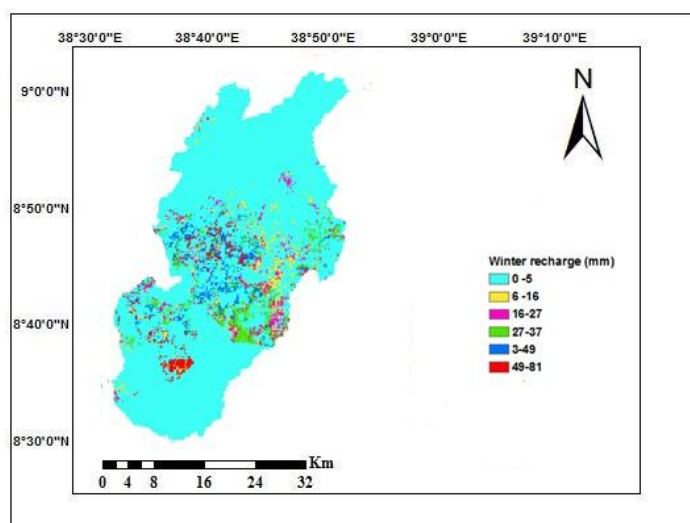 38°30'0"E 38°40'0"E 38°50'0"E 39°0'0"E 39°10'0"E
9°0'0"N
N
8°50'0"N
Winter recharge (mm)
0 -5
6 -16
16-27
8°40'0"N
27-37
3-49
49-81
8°30'0"N
Km
0 4 8 16 24 32